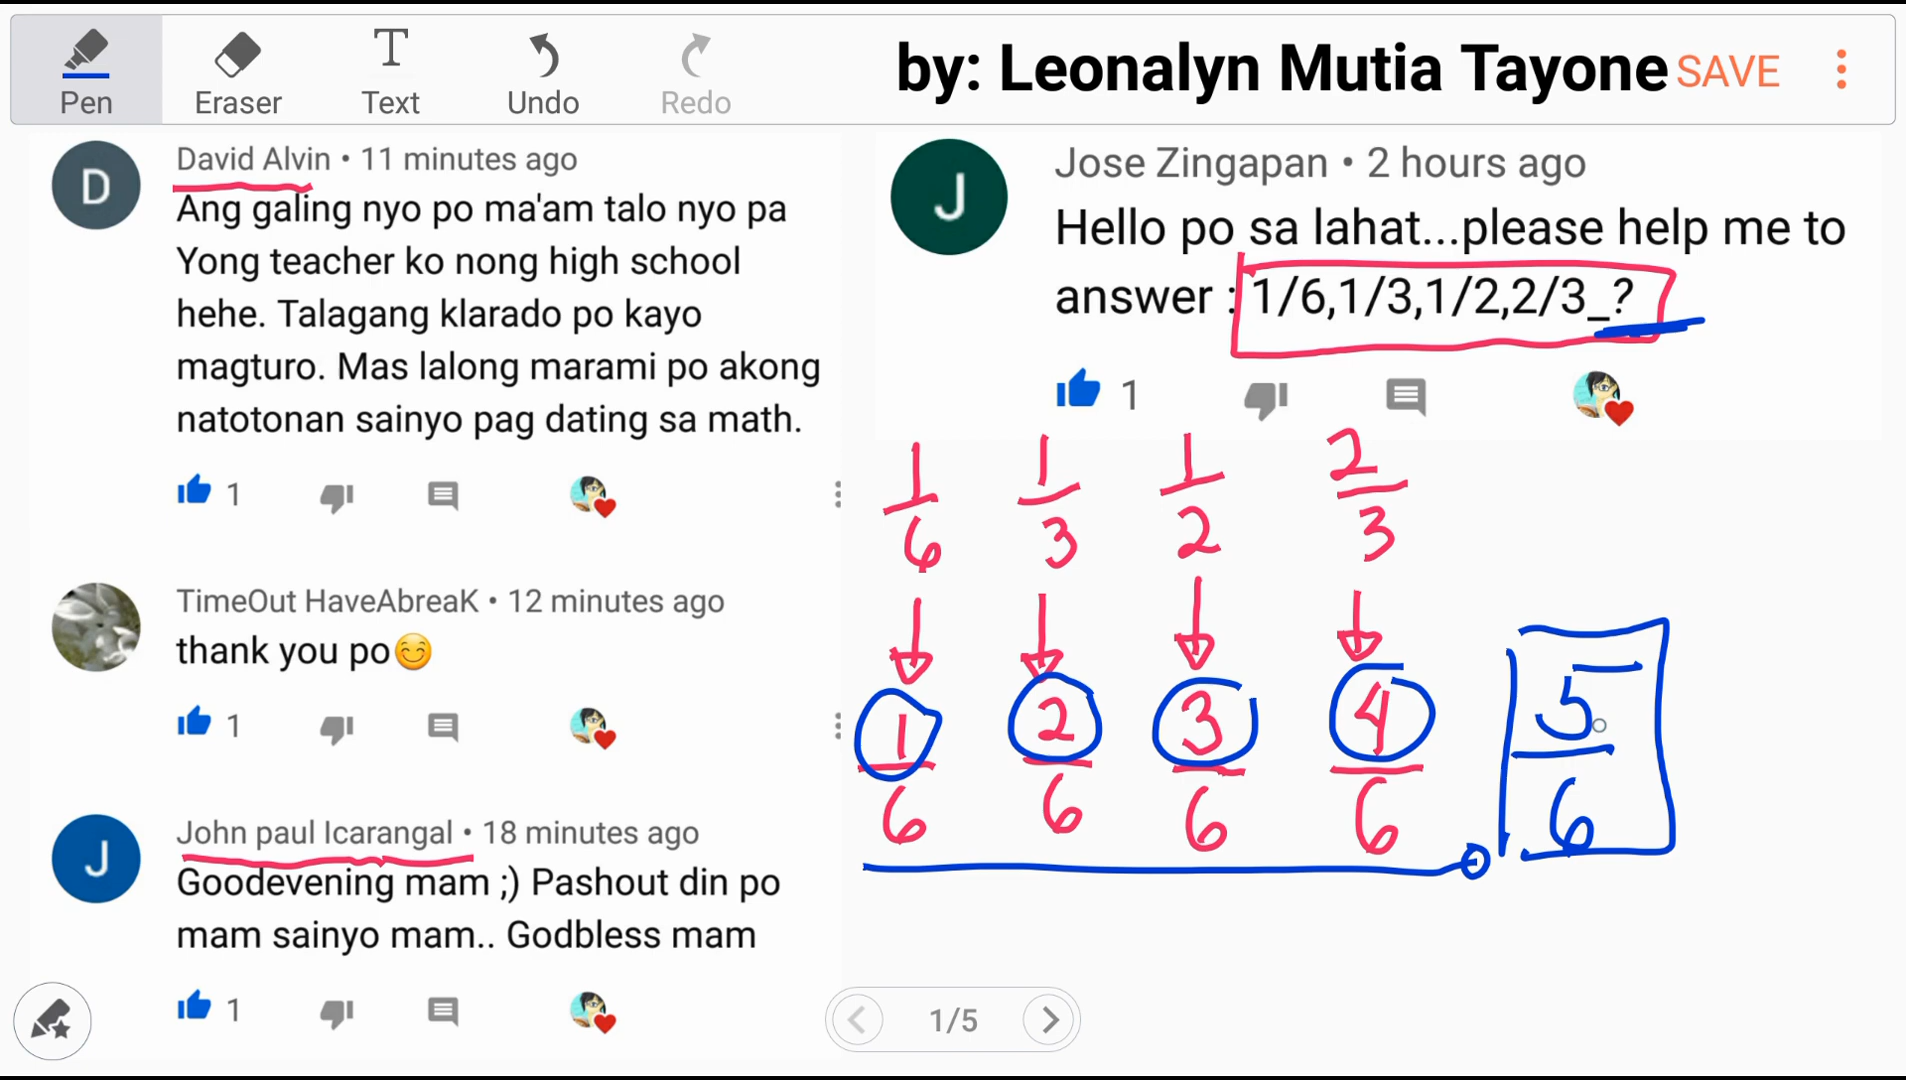 Pen
Eraser
Text
Undo
Redo
by: Leonalyn Mutia Tayone
SAVE
D
David Alvin • 11 minutes ago
Ang galing nyo po ma'am talo nyo pa
Yong teacher ko nong high school
hehe. Talagang klarado po kayo
magturo. Mas lalong marami po akong
natotonan sainyo pag dating sa math.
1
TimeOut HaveAbreaK • 12 minutes ago
thank you po😊
1
J
John paul Icarangal • 18 minutes ago
Goodevening mam ;) Pashout din po
mam sainyo mam.. Godbless mam
1
J
Jose Zingapan • 2 hours ago
Hello po sa lahat...please help me to
answer : 1/6,1/3,1/2,2/3_?
1
1/6 1/3 1/2 2/3
1/6 2/6 3/6 4/6 5/6
1/5